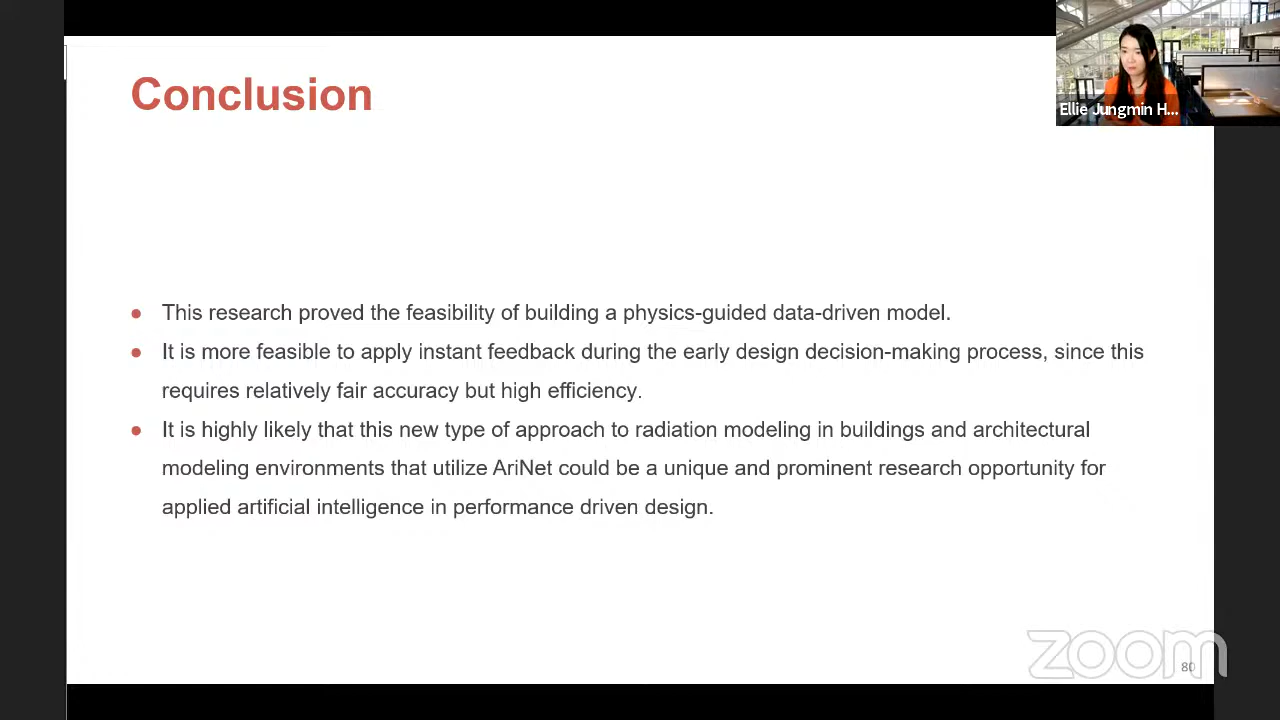 Conclusion
Ellie Jungmin H...
● This research proved the feasibility of building a physics-guided data-driven model.
● It is more feasible to apply instant feedback during the early design decision-making process, since this
requires relatively fair accuracy but high efficiency.
● It is highly likely that this new type of approach to radiation modeling in buildings and architectural
modeling environments that utilize AriNet could be a unique and prominent research opportunity for
applied artificial intelligence in performance driven design.
zoom
80